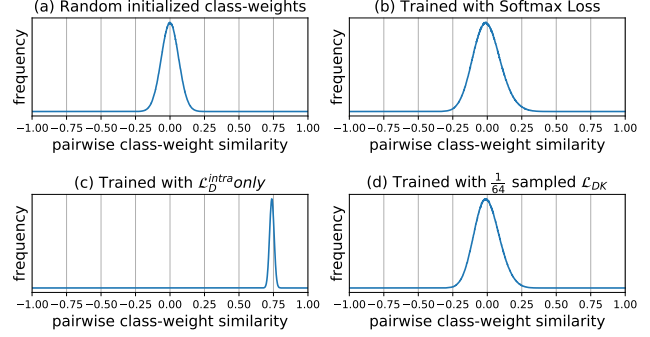 (a) Random initialized class-weights
frequency
−1.00 −0.75 −0.50 −0.25 0.00 0.25 0.50 0.75 1.00
pairwise class-weight similarity
(b) Trained with Softmax Loss
frequency
−1.00 −0.75 −0.50 −0.25 0.00 0.25 0.50 0.75 1.00
pairwise class-weight similarity
(c) Trained with $\mathcal{L}_D^{intra} only$
frequency
−1.00 −0.75 −0.50 −0.25 0.00 0.25 0.50 0.75 1.00
pairwise class-weight similarity
(d) Trained with $\frac{1}{64}$ sampled $\mathcal{L}_{DK}$
frequency
−1.00 −0.75 −0.50 −0.25 0.00 0.25 0.50 0.75 1.00
pairwise class-weight similarity